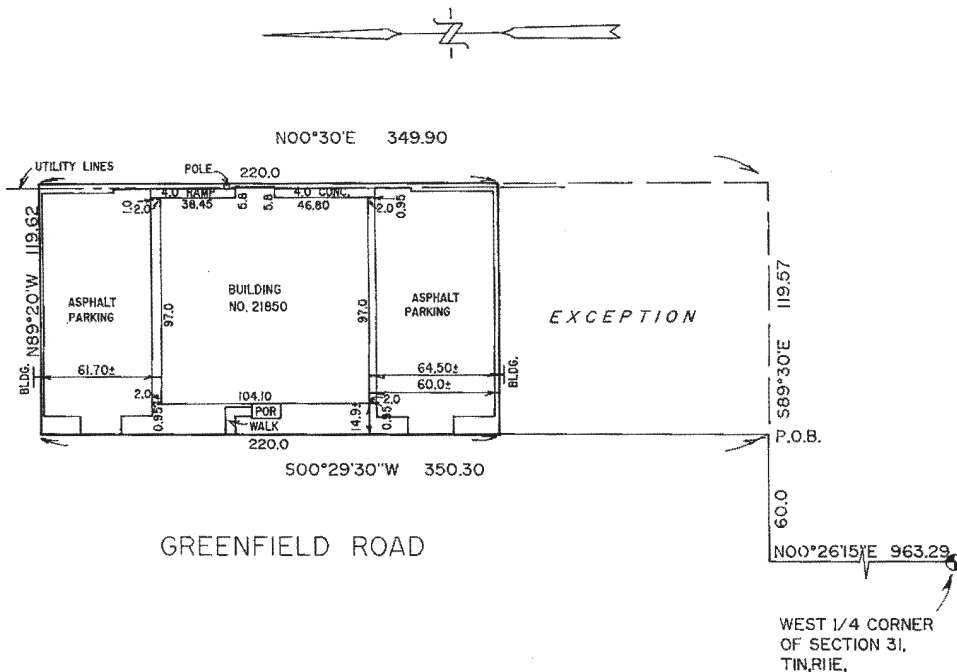 N00°30'E 349.90
UTILITY LINES
POLE
220.0
4.0 RAMP
4.0 CONC.
38.45
5.8
5.8
46.80
1.0
2.0
2.0
0.95
N89°20'W 119.62
ASPHALT
PARKING
97.0
BUILDING
NO. 21850
97.0
ASPHALT
PARKING
EXCEPTION
S89°30'E 119.57
BLDG.
61.70±
64.50±
60.0±
BLDG.
2.0
104.10
2.0
0.95±
POR
WALK
14.9±
0.95
220.0
P.O.B.
S00°29'30"W 350.30
60.0
GREENFIELD ROAD
N00°26'15"E 963.29
WEST 1/4 CORNER
OF SECTION 31,
T1N,R11E,